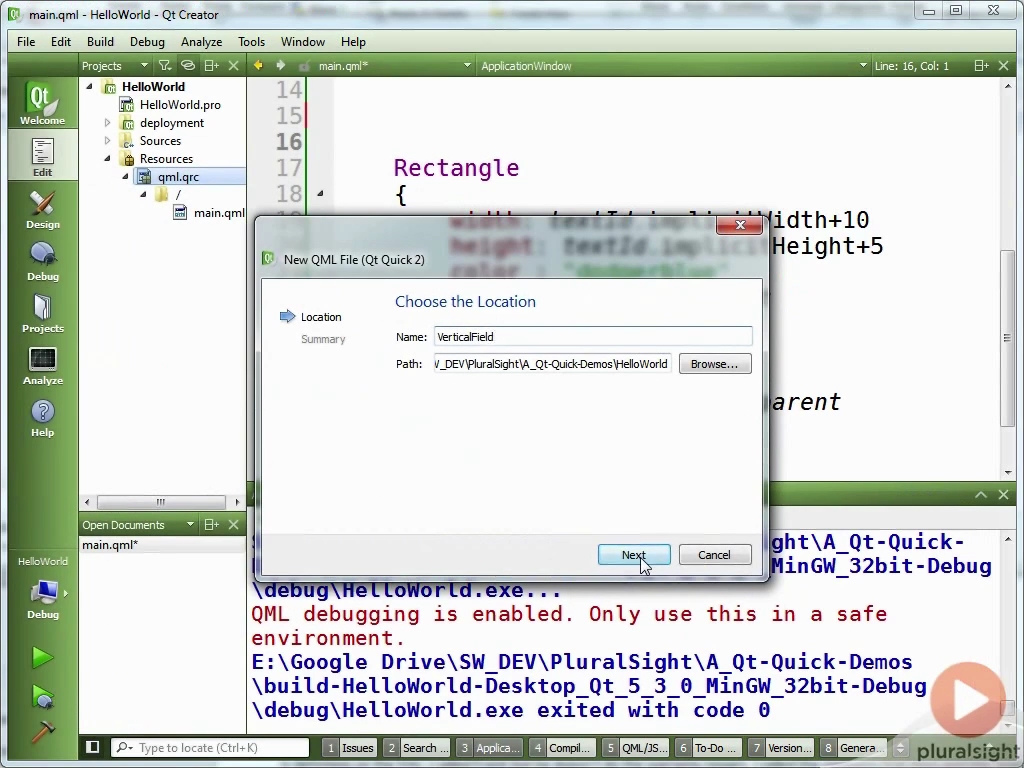 main.qml - HelloWorld - Qt Creator
File Edit Build Debug Analyze Tools Window Help
Projects
main.qml*
ApplicationWindow
Line: 16, Col: 1
Qt
Welcome
Edit
Design
Debug
Projects
Analyze
Help
HelloWorld
Debug
HelloWorld
HelloWorld.pro
deployment
Sources
Resources
qml.qrc
/
main.qml
Open Documents
main.qml*
14
15
16
17 Rectangle
18 {
width: textId.implicitWidth+10
height: textId.implicitHeight+5
color : "dodgerblue"
parent
New QML File (Qt Quick 2)
Location
Summary
Choose the Location
Name: VerticalField
Path: W_DEV\PluralSight\A_Qt-Quick-Demos\HelloWorld Browse...
Next Cancel
ght\A_Qt-Quick-
MinGW_32bit-Debug
\debug\HelloWorld.exe...
QML debugging is enabled. Only use this in a safe
environment.
E:\Google Drive\SW_DEV\PluralSight\A_Qt-Quick-Demos
\build-HelloWorld-Desktop_Qt_5_3_0_MinGW_32bit-Debug
\debug\HelloWorld.exe exited with code 0
Type to locate (Ctrl+K)
1 Issues 2 Search ... 3 Applica... 4 Compil... 5 QML/JS... 6 To-Do ... 7 Version... 8 Genera...
pluralsight